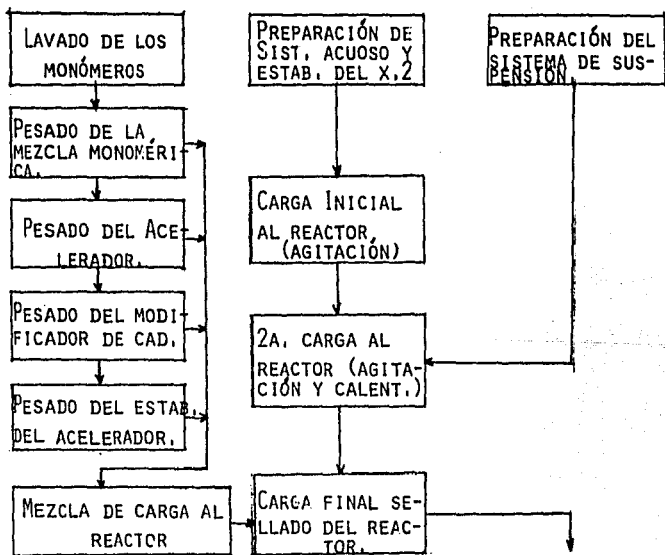 LAVADO DE LOS
MONÓMEROS
PESADO DE LA
MEZCLA MONOMÉRI-
CA.
PESADO DEL ACE-
LERADOR.
PESADO DEL MODI-
FICADOR DE CAD.
PESADO DEL ESTAB.
DEL ACELERADOR.
MEZCLA DE CARGA AL
REACTOR
PREPARACIÓN DE
SIST. ACUOSO Y
ESTAB. DEL X.2
CARGA INICIAL
AL REACTOR.
(AGITACIÓN)
2A. CARGA AL
REACTOR (AGITA-
CIÓN Y CALENT.)
CARGA FINAL SE-
LLADO DEL REAC-
TOR.
PREPARACIÓN DEL
SISTEMA DE SUS-
PENSIÓN.